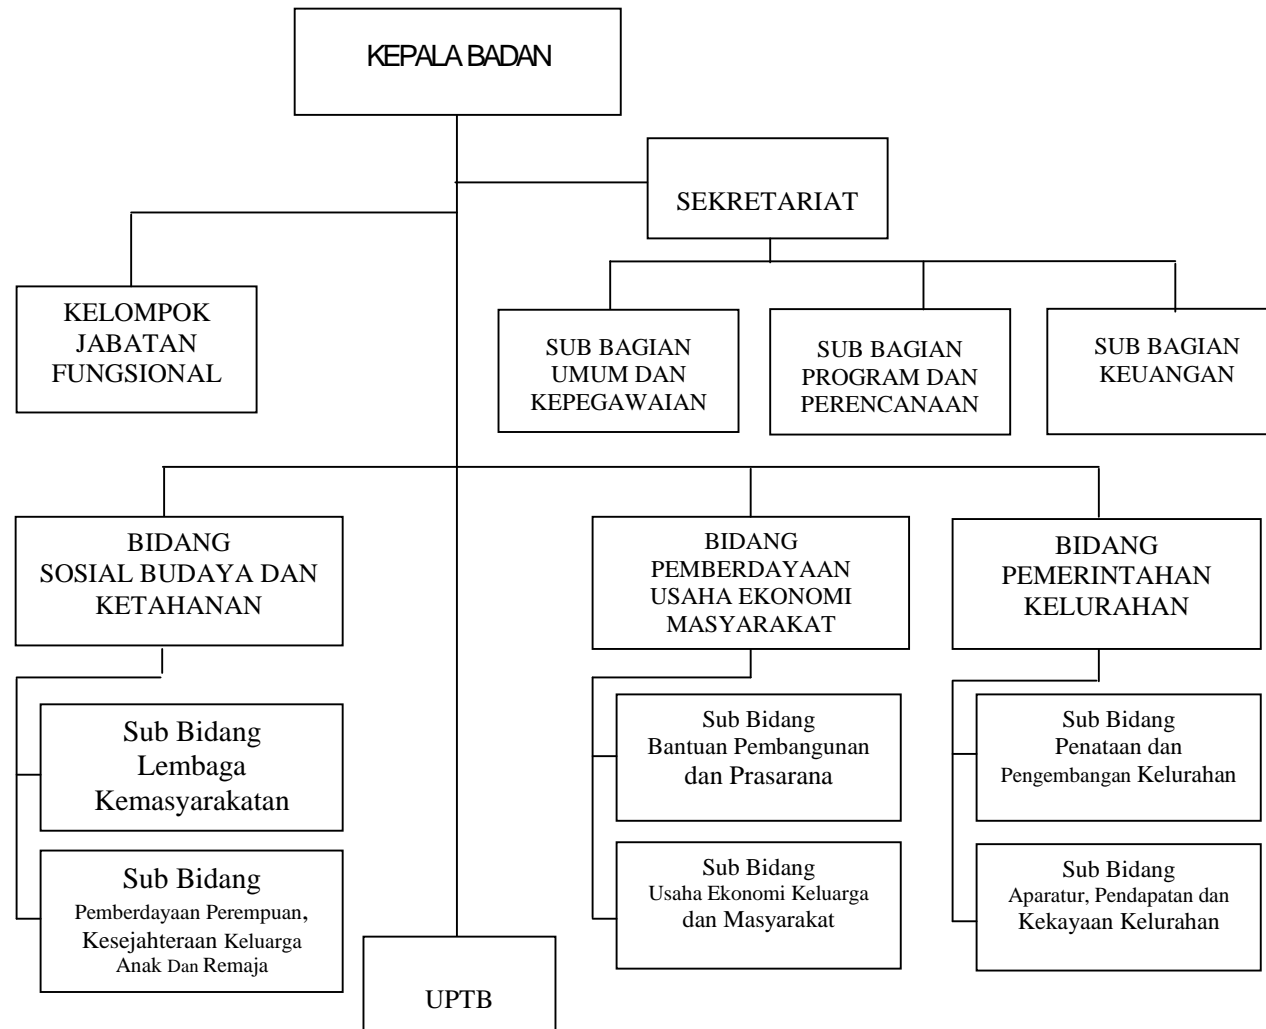 KEPALA BADAN
SEKRETARIAT
KELOMPOK
JABATAN
FUNGSIONAL
SUB BAGIAN
UMUM DAN
KEPEGAWAIAN
SUB BAGIAN
PROGRAM DAN
PERENCANAAN
SUB BAGIAN
KEUANGAN
BIDANG
SOSIAL BUDAYA DAN
KETAHANAN
BIDANG
PEMBERDAYAAN
USAHA EKONOMI
MASYARAKAT
BIDANG
PEMERINTAHAN
KELURAHAN
Sub Bidang
Lembaga
Kemasyarakatan
Sub Bidang
Bantuan Pembangunan
dan Prasarana
Sub Bidang
Penataan dan
Pengembangan Kelurahan
Sub Bidang
Pemberdayaan Perempuan,
Kesejahteraan Keluarga
Anak Dan Remaja
Sub Bidang
Usaha Ekonomi Keluarga
dan Masyarakat
Sub Bidang
Aparatur, Pendapatan dan
Kekayaan Kelurahan
UPTB